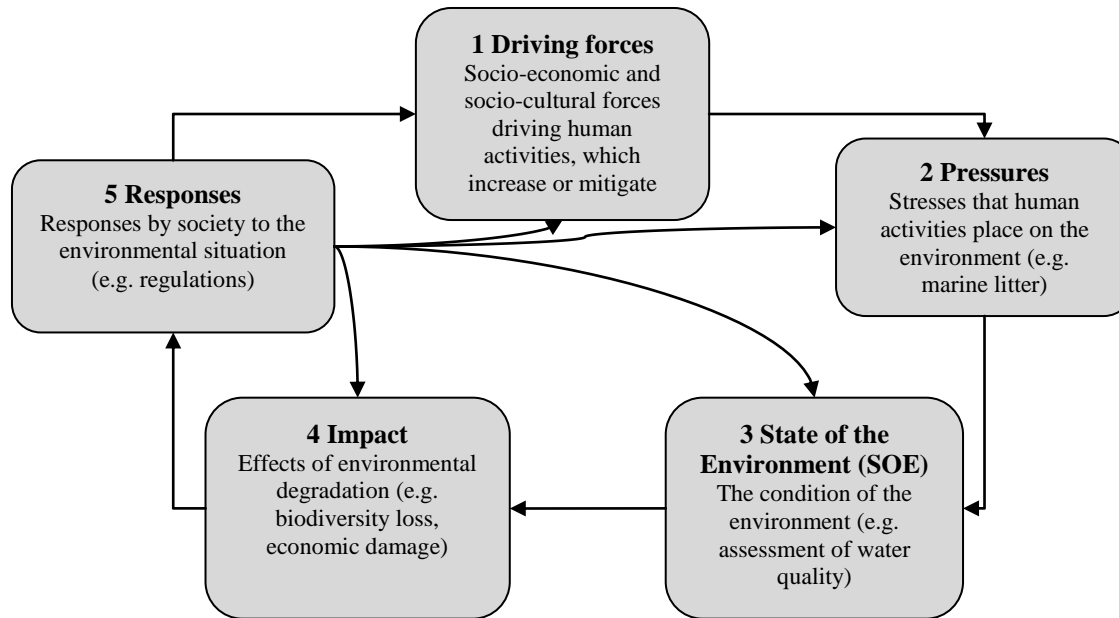 1 Driving forces
Socio-economic and
socio-cultural forces
driving human
activities, which
increase or mitigate
2 Pressures
Stresses that human
activities place on the
environment (e.g.
marine litter)
3 State of the
Environment (SOE)
The condition of the
environment (e.g.
assessment of water
quality)
4 Impact
Effects of environmental
degradation (e.g.
biodiversity loss,
economic damage)
5 Responses
Responses by society to the
environmental situation
(e.g. regulations)